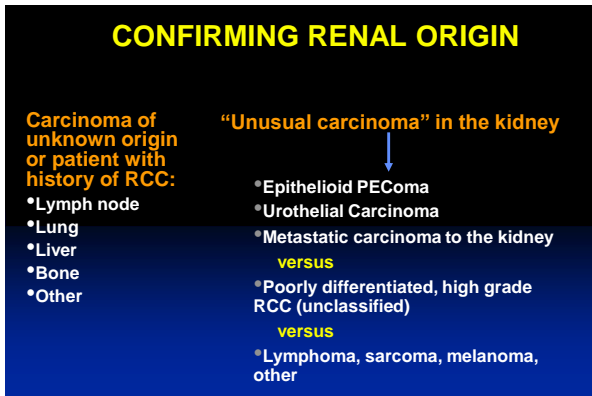 CONFIRMING RENAL ORIGIN
Carcinoma of
unknown origin
or patient with
history of RCC:
•Lymph node
•Lung
•Liver
•Bone
•Other
“Unusual carcinoma” in the kidney
•Epithelioid PEComa
•Urothelial Carcinoma
•Metastatic carcinoma to the kidney
versus
•Poorly differentiated, high grade
RCC (unclassified)
versus
•Lymphoma, sarcoma, melanoma,
other